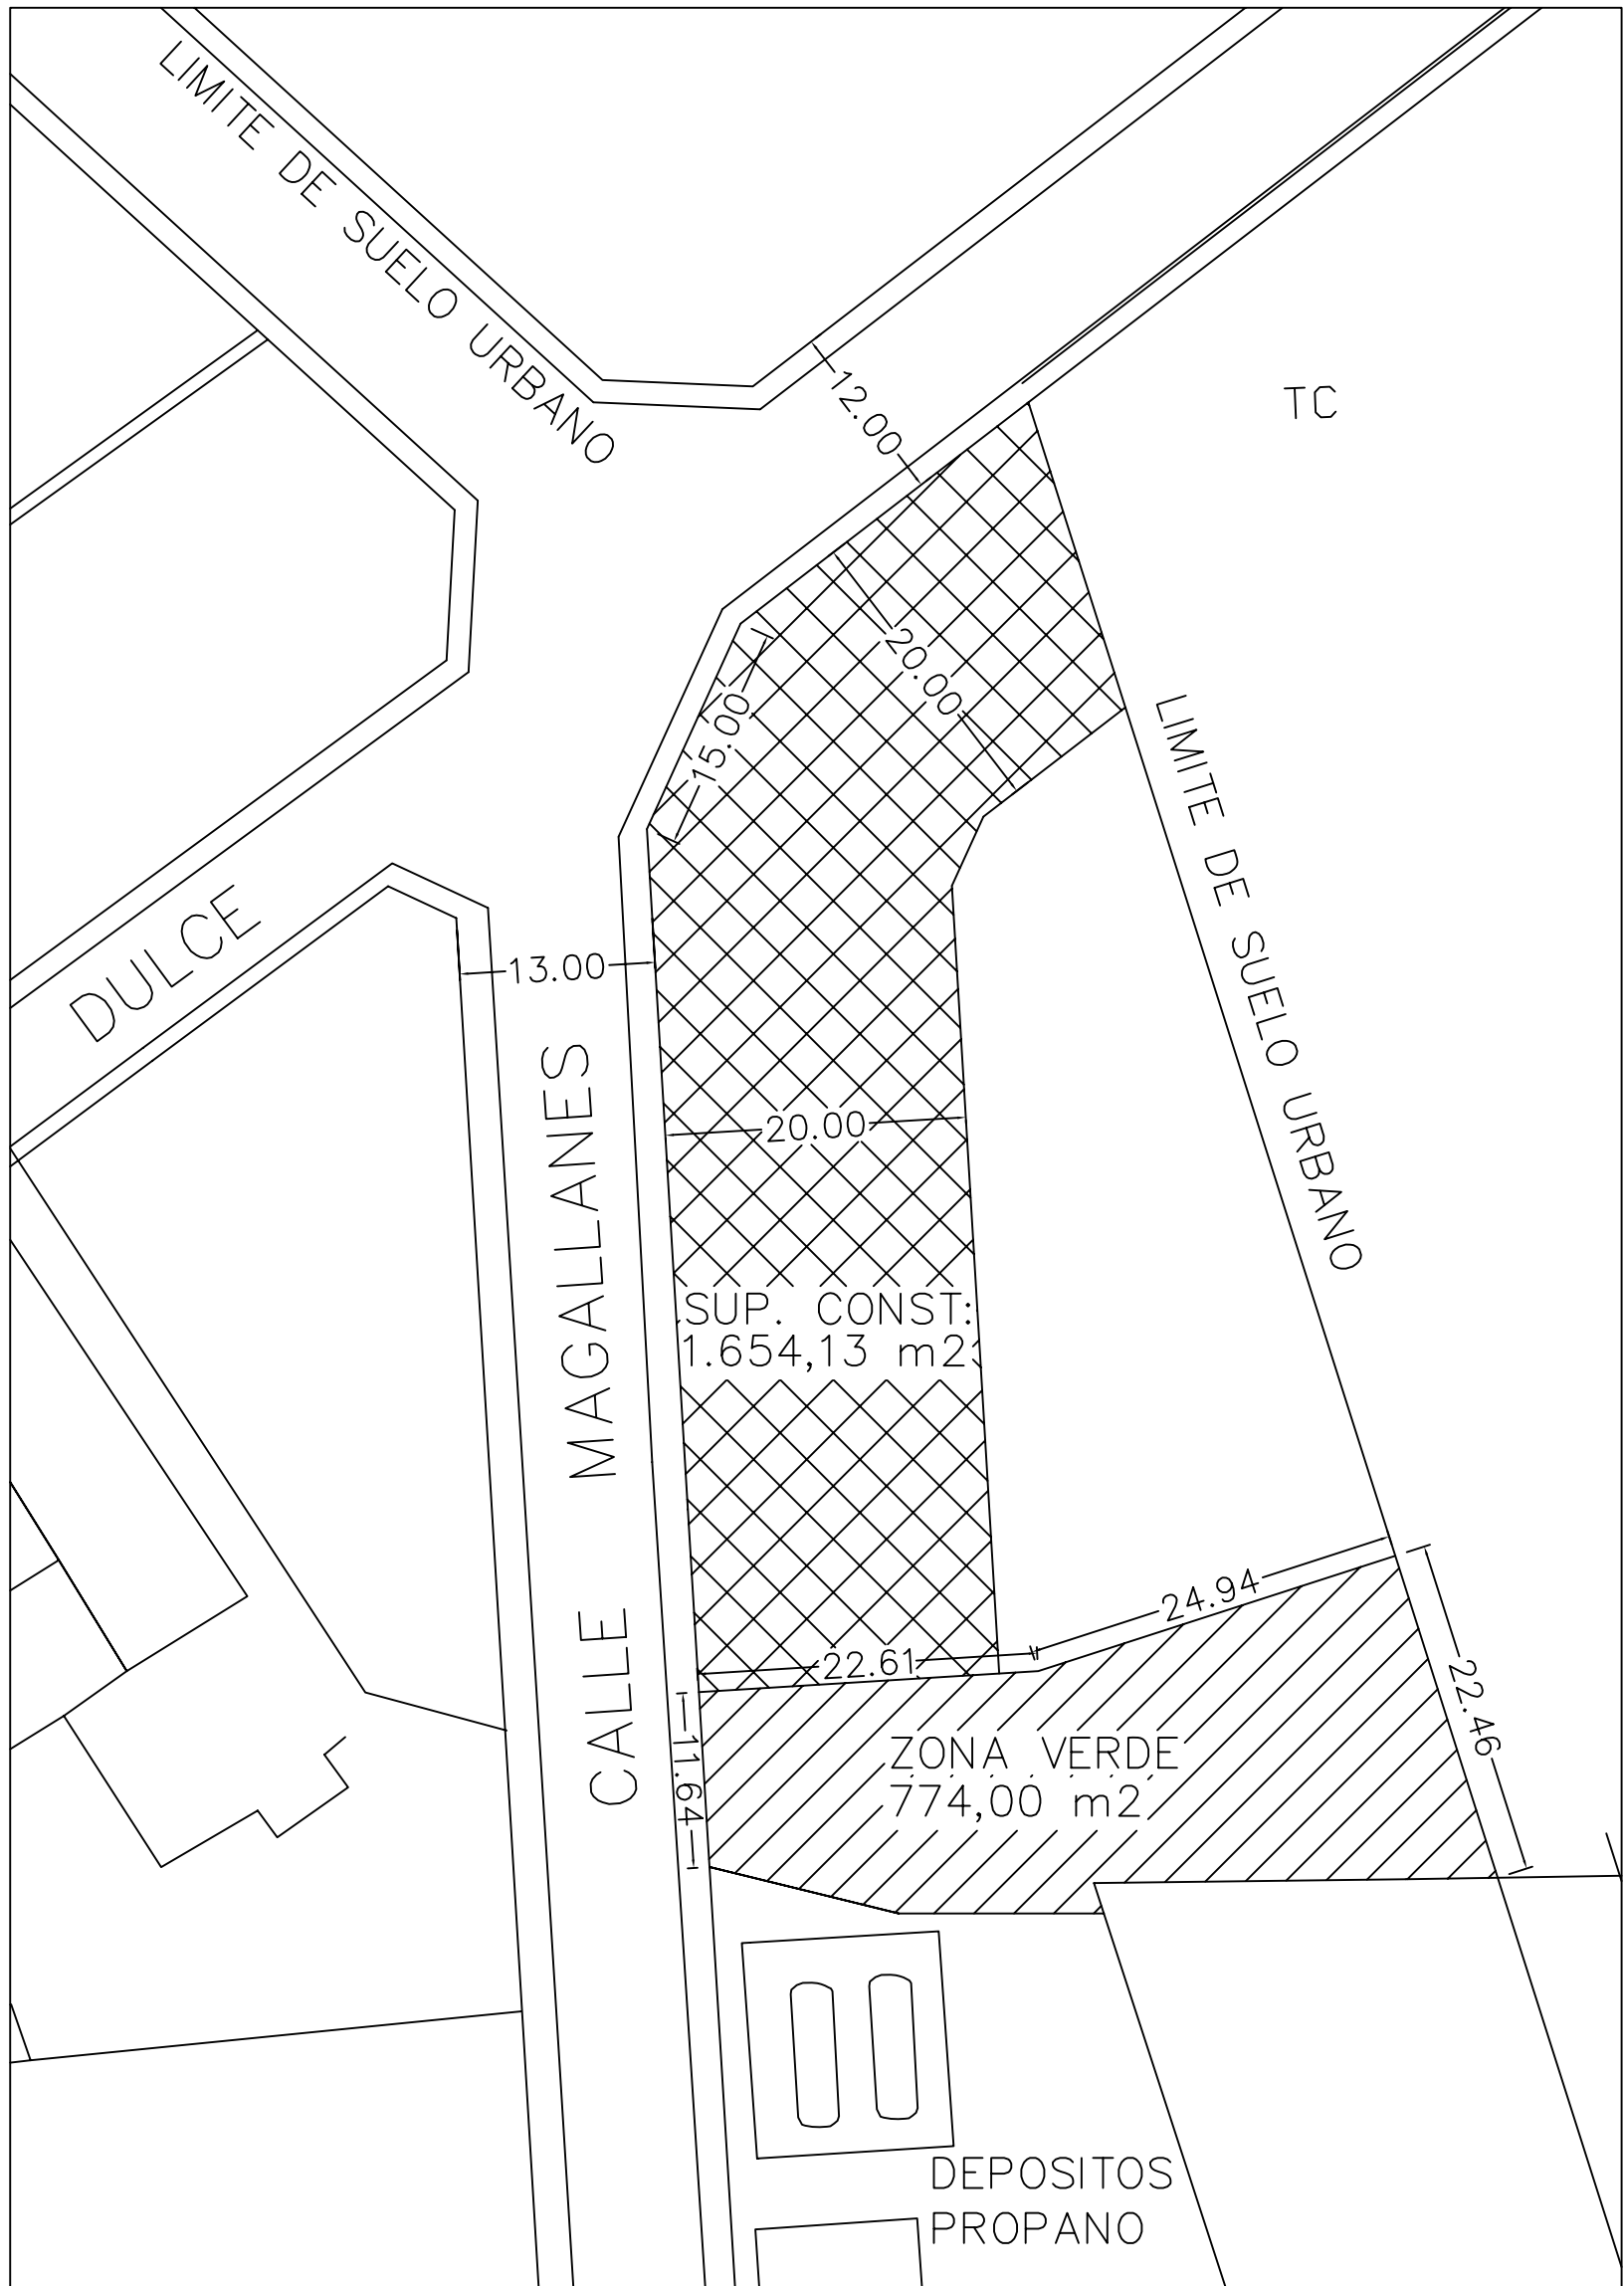 LIMITE DE SUELO URBANO
12.00
TC
20.00
15.00
LIMITE DE SUELO URBANO
DULCE
13.00
20.00
CALLE MAGALLANES
SUP. CONST:
1.654,13 m2
24.94
22.61
22.46
11.64
ZONA VERDE
774,00 m2
DEPOSITOS
PROPANO